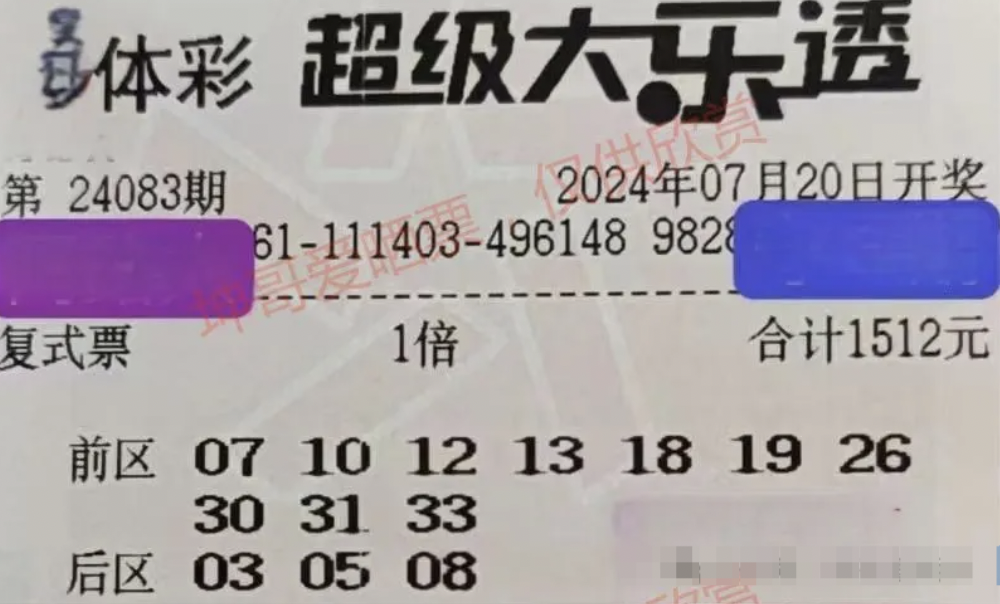 体彩 超级大乐透
第 24083期 2024年07月20日开奖
61-111403-496148 9828
复式票 1倍 合计1512元
前区 07 10 12 13 18 19 26
30 31 33
后区 03 05 08
坤哥爱晒票,仅供欣赏
欣赏